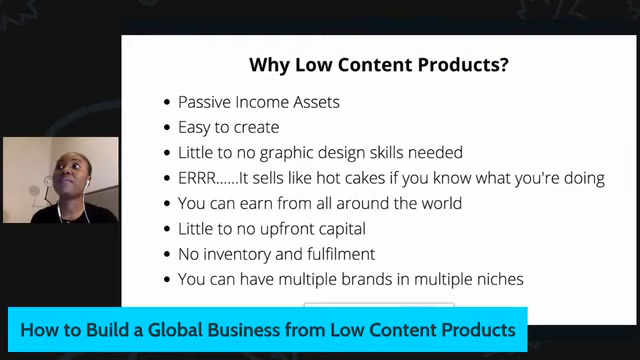 Why Low Content Products?
• Passive Income Assets
• Easy to create
• Little to no graphic design skills needed
• ERRR......It sells like hot cakes if you know what you're doing
• You can earn from all around the world
• Little to no upfront capital
• No inventory and fulfilment
• You can have multiple brands in multiple niches
How to Build a Global Business from Low Content Products